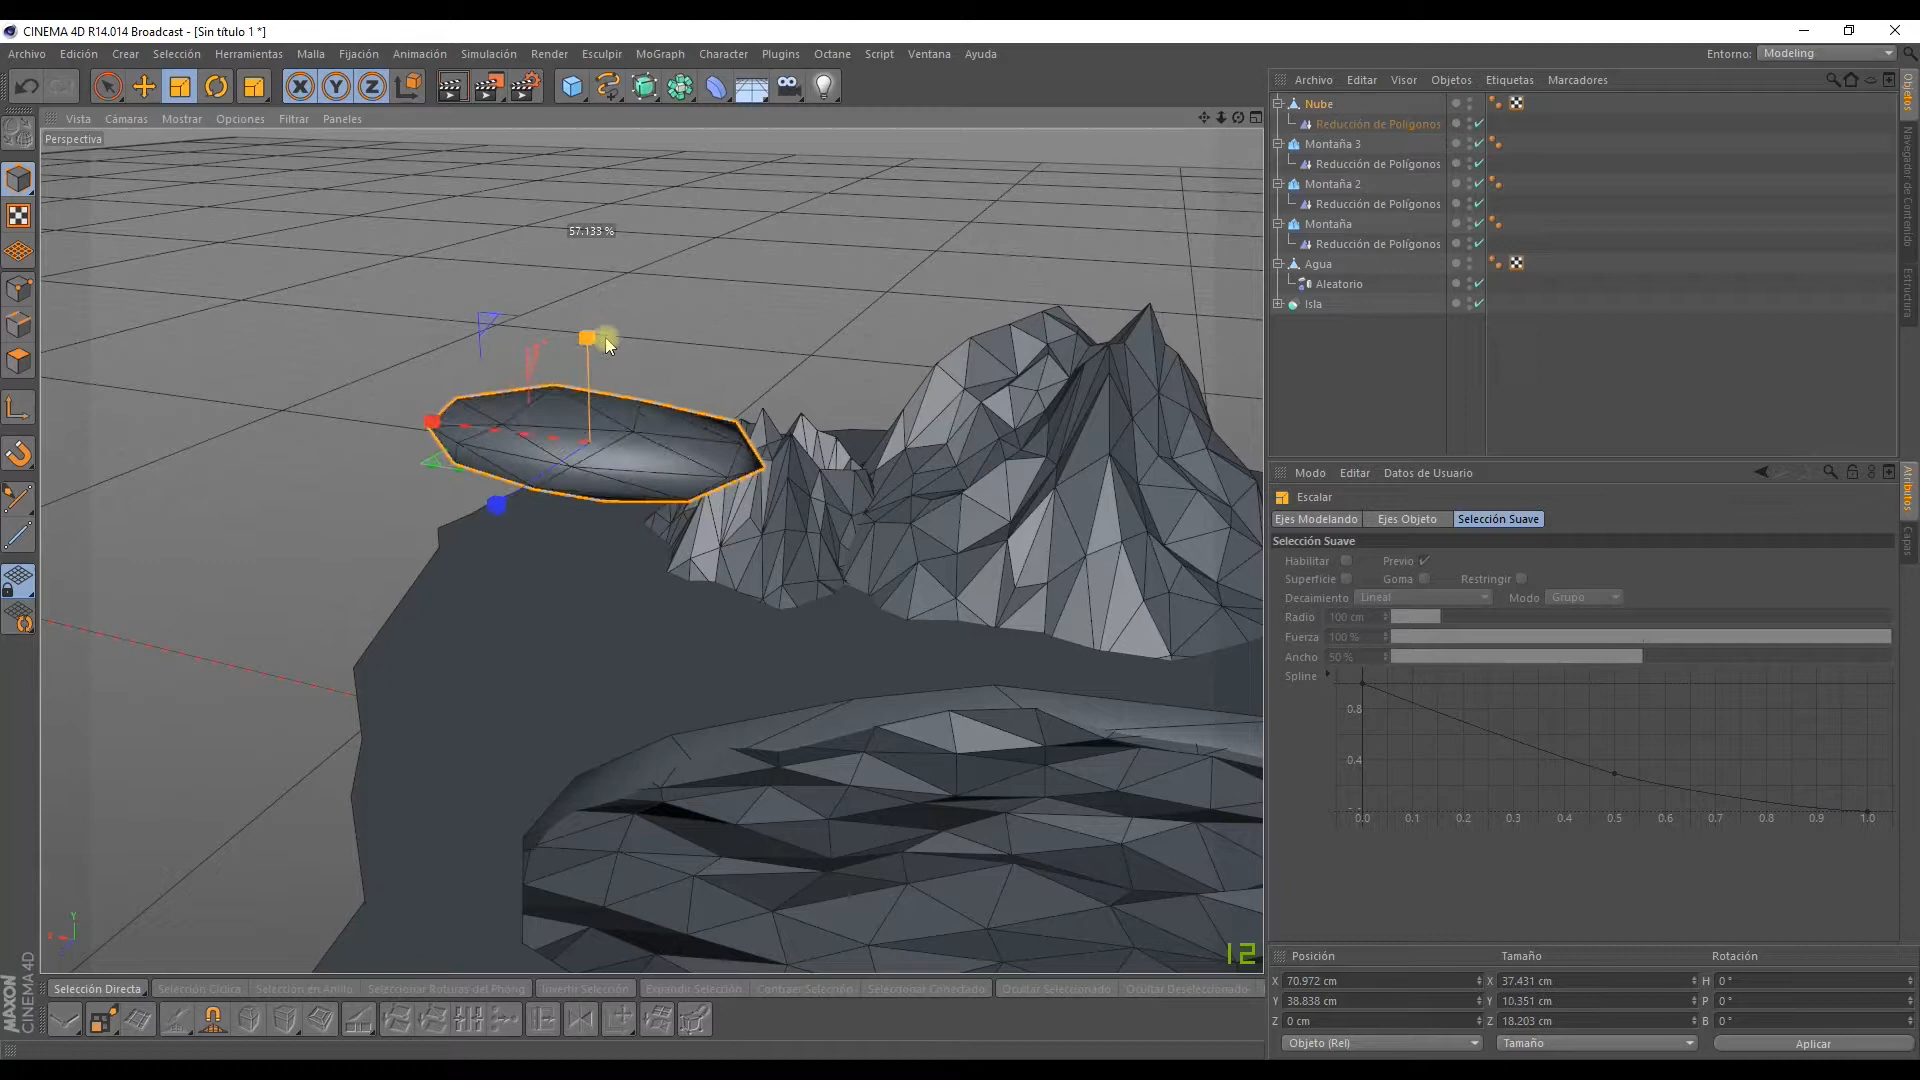 CINEMA 4D R14.014 Broadcast - [Sin título 1 *]
Archivo Edición Crear Selección Herramientas Malla Fijación Animación Simulación Render Esculpir MoGraph Character Plugins Octane Script Ventana Ayuda
Entorno: Modeling
X Y Z
Vista Cámaras Mostrar Opciones Filtrar Paneles
Perspectiva
57.133 %
12
Y
MAXON
CINEMA 4D
Archivo Editar Visor Objetos Etiquetas Marcadores
Nube
Reducción de Polígonos
Montaña 3
Reducción de Polígonos
Montaña 2
Reducción de Polígonos
Montaña
Reducción de Polígonos
Agua
Aleatorio
Isla
Objetos
Navegador de Contenido
Estructura
Modo Editar Datos de Usuario
Escalar
Ejes Modelando Ejes Objeto Selección Suave
Selección Suave
Habilitar Previo
Superficie Goma Restringir
Decaimiento Lineal Modo Grupo
Radio 100 cm
Fuerza 100 %
Ancho 50 %
Spline
0.8
0.4
0.0 0.1 0.2 0.3 0.4 0.5 0.6 0.7 0.8 0.9 1.0
Atributos
Capas
Posición Tamaño Rotación
X 70.972 cm X 37.431 cm H 0 °
Y 38.838 cm Y 10.351 cm P 0 °
Z 0 cm Z 18.203 cm B 0 °
Objeto (Rel) Tamaño Aplicar
Selección Directa Selección Cíclica Selección en Anillo Seleccionar Roturas del Phong Invertir Selección Expandir Selección Contraer Selección Seleccionar Conectado Ocultar Seleccionado Ocultar Deseleccionado